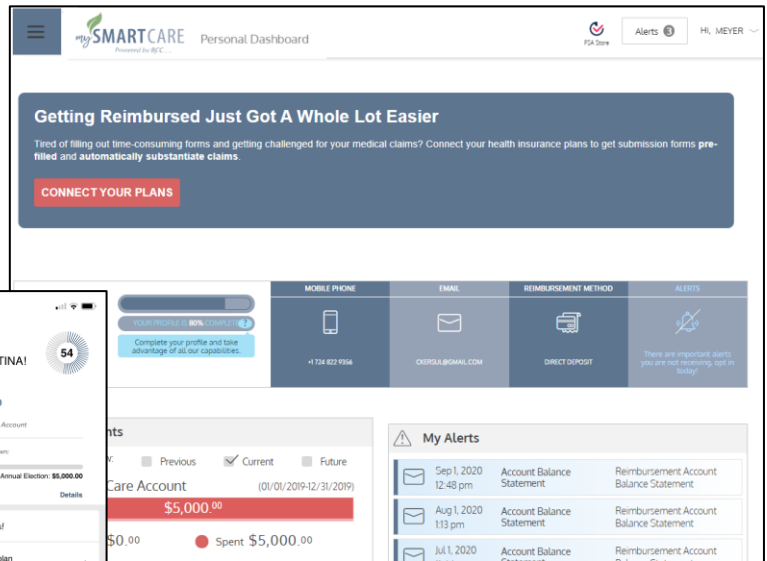 mySMARTCARE
Powered by BCC
Personal Dashboard
FSA Store
Alerts 3
Hi, MEYER
Getting Reimbursed Just Got A Whole Lot Easier
Tired of filling out time-consuming forms and getting challenged for your medical claims? Connect your health insurance plans to get submission forms pre-
filled and automatically substantiate claims.
CONNECT YOUR PLANS
YOUR PROFILE IS 80% COMPLETE ?
Complete your profile and take
advantage of all our capabilities.
MOBILE PHONE
+1 724 822 9356
EMAIL
CKERSUL@GMAIL.COM
REIMBURSEMENT METHOD
DIRECT DEPOSIT
ALERTS
There are important alerts
you are not receiving, opt in
today!
TINA!
54
Account
Annual Election: $5,000.00
Details
plan
nts
Previous
Current
Future
Care Account
(01/01/2019-12/31/2019)
$5,000.00
$0.00
Spent $5,000.00
My Alerts
Sep 1, 2020
12:48 pm
Account Balance
Statement
Reimbursement Account
Balance Statement
Aug 1, 2020
1:13 pm
Account Balance
Statement
Reimbursement Account
Balance Statement
Jul 1, 2020
Account Balance
Statement
Reimbursement Account
Balance Statement